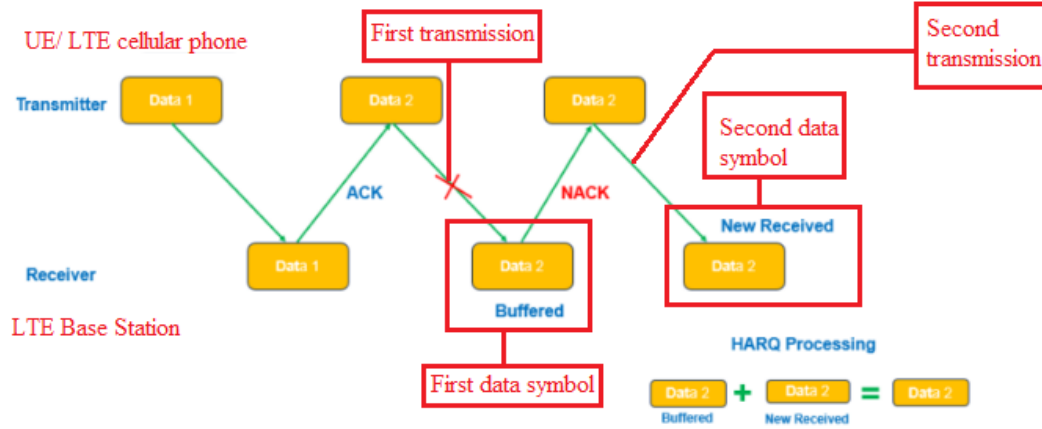 UE/ LTE cellular phone
First transmission
Second
transmission
Transmitter
Data 1
Data 2
Data 2
Second data
symbol
ACK
NACK
New Received
Receiver
Data 1
Data 2
Data 2
Buffered
LTE Base Station
HARQ Processing
First data symbol
Data 2 + Data 2 = Data 2
Buffered
New Received